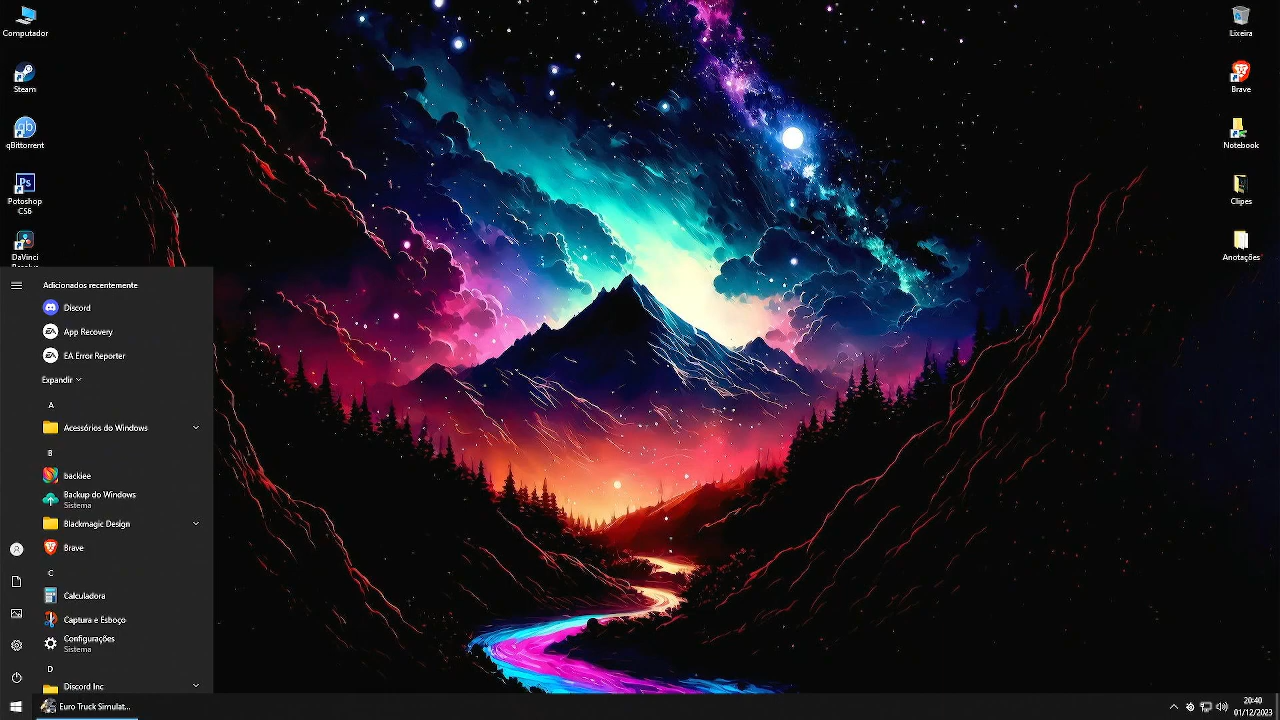 Computador
Steam
qBittorrent
Ps
Potoshop
CS6
DaVinci
Lixeira
Brave
Notebook
Clipes
Anotações
Adicionados recentemente
Discord
App Recovery
EA Error Reporter
Expandir
A
Acessórios do Windows
B
backiee
Backup do Windows
Sistema
Blackmagic Design
Brave
C
Calculadora
Captura e Esboço
Configurações
Sistema
D
Discord Inc
Euro Truck Simulat...
20:40
01/12/2023